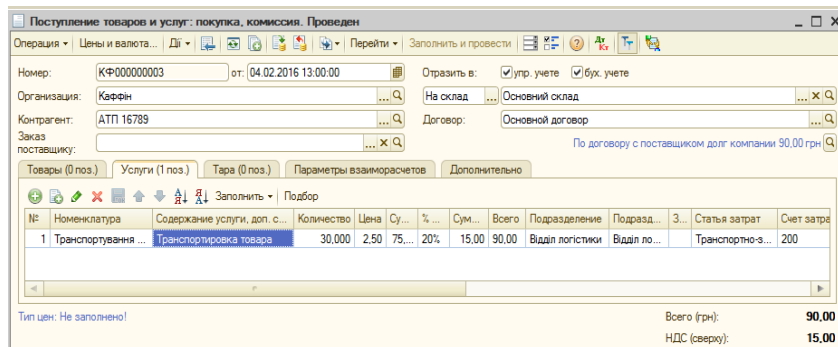 Поступление товаров и услуг: покупка, комиссия. Проведен
Операция Цены и валюта... Дії Перейти Заполнить и провести
Номер: КФ000000003 от: 04.02.2016 13:00:00 Отразить в: упр. учете бух. учете
Организация: Каффін На склад Основний склад
Контрагент: АТП 16789 Договор: Основной договор
Заказ
поставщику: По договору с поставщиком долг компании 90,00 грн
Товары (0 поз.) Услуги (1 поз.) Тара (0 поз.) Параметры взаиморасчетов Дополнительно
Заполнить Подбор
№ Номенклатура Содержание услуги, доп. с... Количество Цена Су... % ... Сум... Всего Подразделение Подразд... З... Статья затрат Счет затра
1 Транспортування ... Транспортировка товара 30,000 2,50 75,... 20% 15,00 90,00 Відділ логістики Відділ ло... Транспортно-з... 200
Тип цен: Не заполнено! Всего (грн): 90,00
НДС (сверху): 15,00